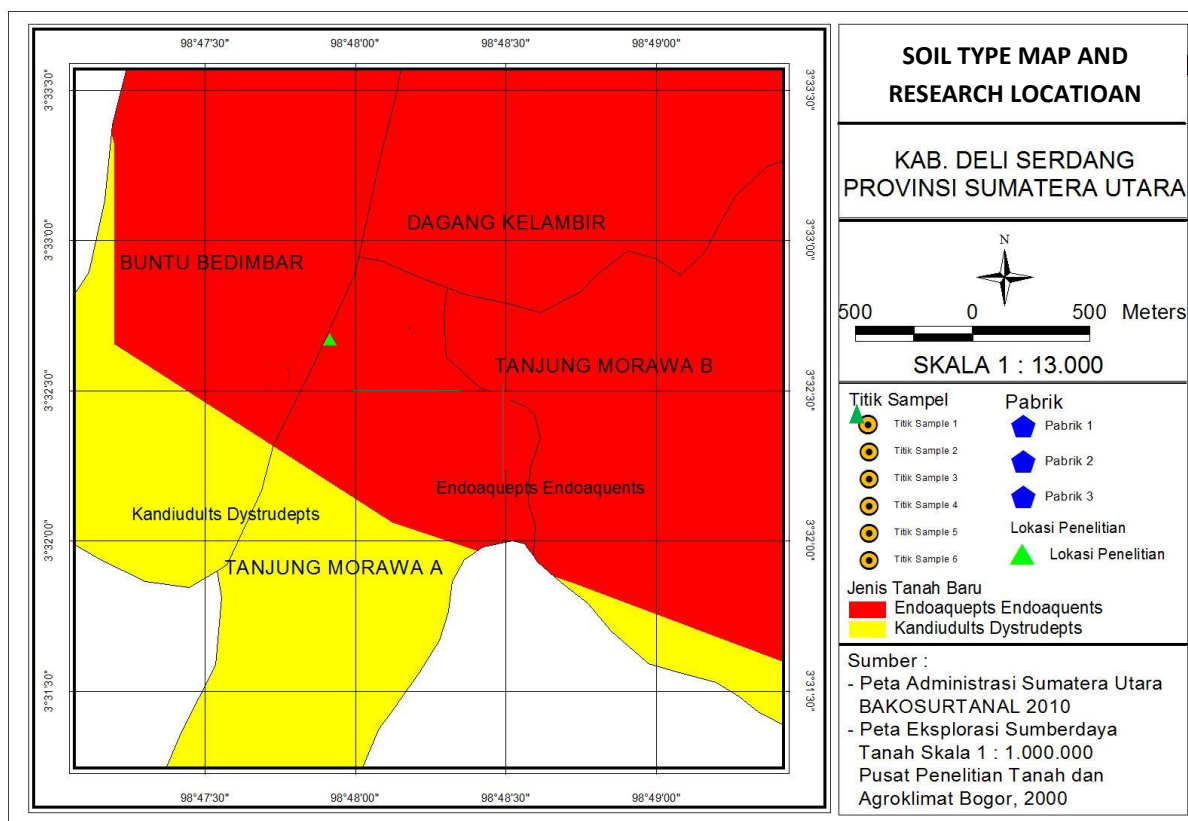 98°47'30" 98°48'00" 98°48'30" 98°49'00"
3°33'30" 3°33'30"
DAGANG KELAMBIR
3°33'00" 3°33'00"
BUNTU BEDIMBAR
TANJUNG MORAWA B
3°32'30" 3°32'30"
Endoaquepts Endoaquents
Kandiudults Dystrudepts
3°32'00" 3°32'00"
TANJUNG MORAWA A
3°31'30" 3°31'30"
98°47'30" 98°48'00" 98°48'30" 98°49'00"
SOIL TYPE MAP AND
RESEARCH LOCATIOAN
KAB. DELI SERDANG
PROVINSI SUMATERA UTARA
N
500 0 500 Meters
SKALA 1 : 13.000
Titik Sampel
Titik Sample 1
Titik Sample 2
Titik Sample 3
Titik Sample 4
Titik Sample 5
Titik Sample 6
Pabrik
Pabrik 1
Pabrik 2
Pabrik 3
Lokasi Penelitian
Lokasi Penelitian
Jenis Tanah Baru
Endoaquepts Endoaquents
Kandiudults Dystrudepts
Sumber :
- Peta Administrasi Sumatera Utara
BAKOSURTANAL 2010
- Peta Eksplorasi Sumberdaya
Tanah Skala 1 : 1.000.000
Pusat Penelitian Tanah dan
Agroklimat Bogor, 2000